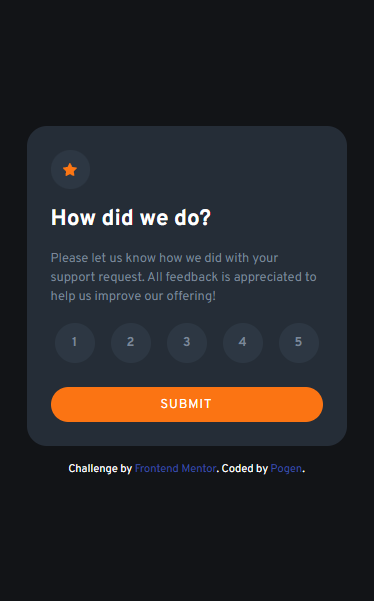 How did we do?
Please let us know how we did with your
support request. All feedback is appreciated to
help us improve our offering!
1 2 3 4 5
SUBMIT
Challenge by Frontend Mentor. Coded by Pogen.